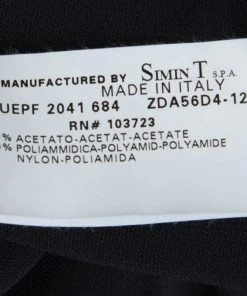 MANUFACTURED BY SIMINT S.P.A.
MADE IN ITALY
UEPF 2041 684 ZDA56D4-12
RN# 103723
% ACETATO-ACETAT-ACETATE
% POLIAMMIDICA-POLYAMID-POLYAMIDE
NYLON-POLIAMIDA